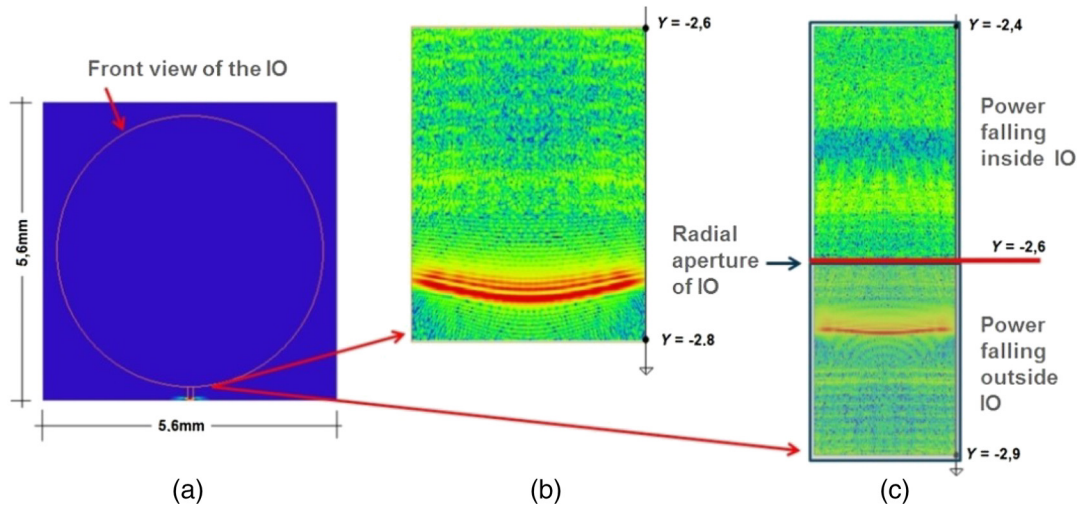 Front view of the IO
5,6mm
5,6mm
(a)
Y = -2,6
Y = -2.8
(b)
Radial
aperture
of IO
Y = -2,4
Power
falling
inside IO
Y = -2,6
Power
falling
outside
IO
Y = -2,9
(c)